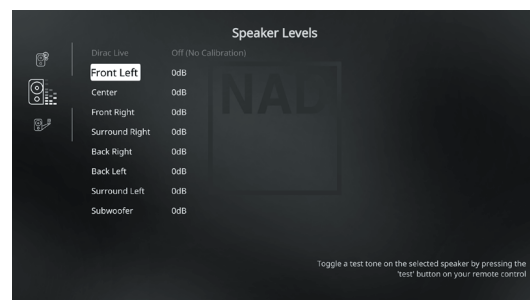 Speaker Levels
Dirac Live Off (No Calibration)
Front Left 0dB
Center 0dB
Front Right 0dB
Surround Right 0dB
Back Right 0dB
Back Left 0dB
Surround Left 0dB
Subwoofer 0dB
NAD
Toggle a test tone on the selected speaker by pressing the
'test' button on your remote control